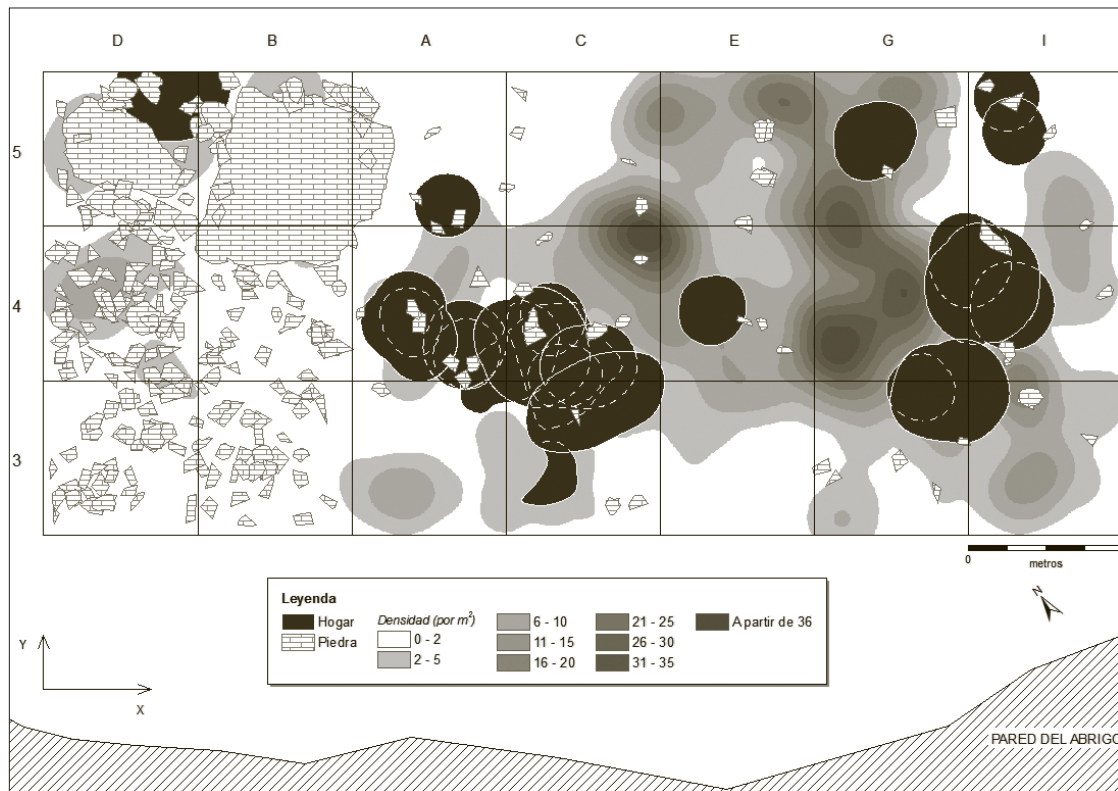 D B A C E G I
5
4
3
0 metros
N
Leyenda
Hogar
Piedra
Densidad (por m²)
0 - 2
2 - 5
6 - 10
11 - 15
16 - 20
21 - 25
26 - 30
31 - 35
A partir de 36
Y
X
PARED DEL ABRIGO